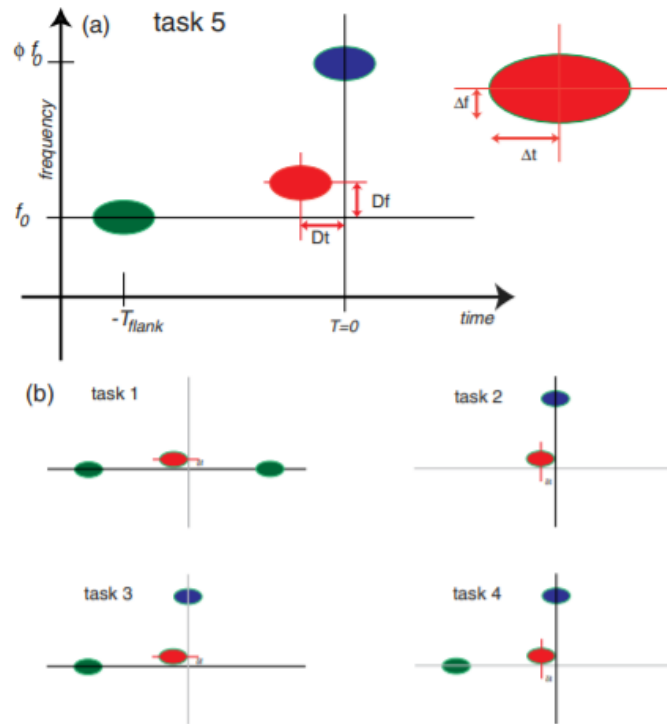 (a) task 5
ϕ f₀
frequency
Δf
Δt
f₀
Df
Dt
-T_flank
T=0
time
(b)
task 1
task 2
task 3
task 4